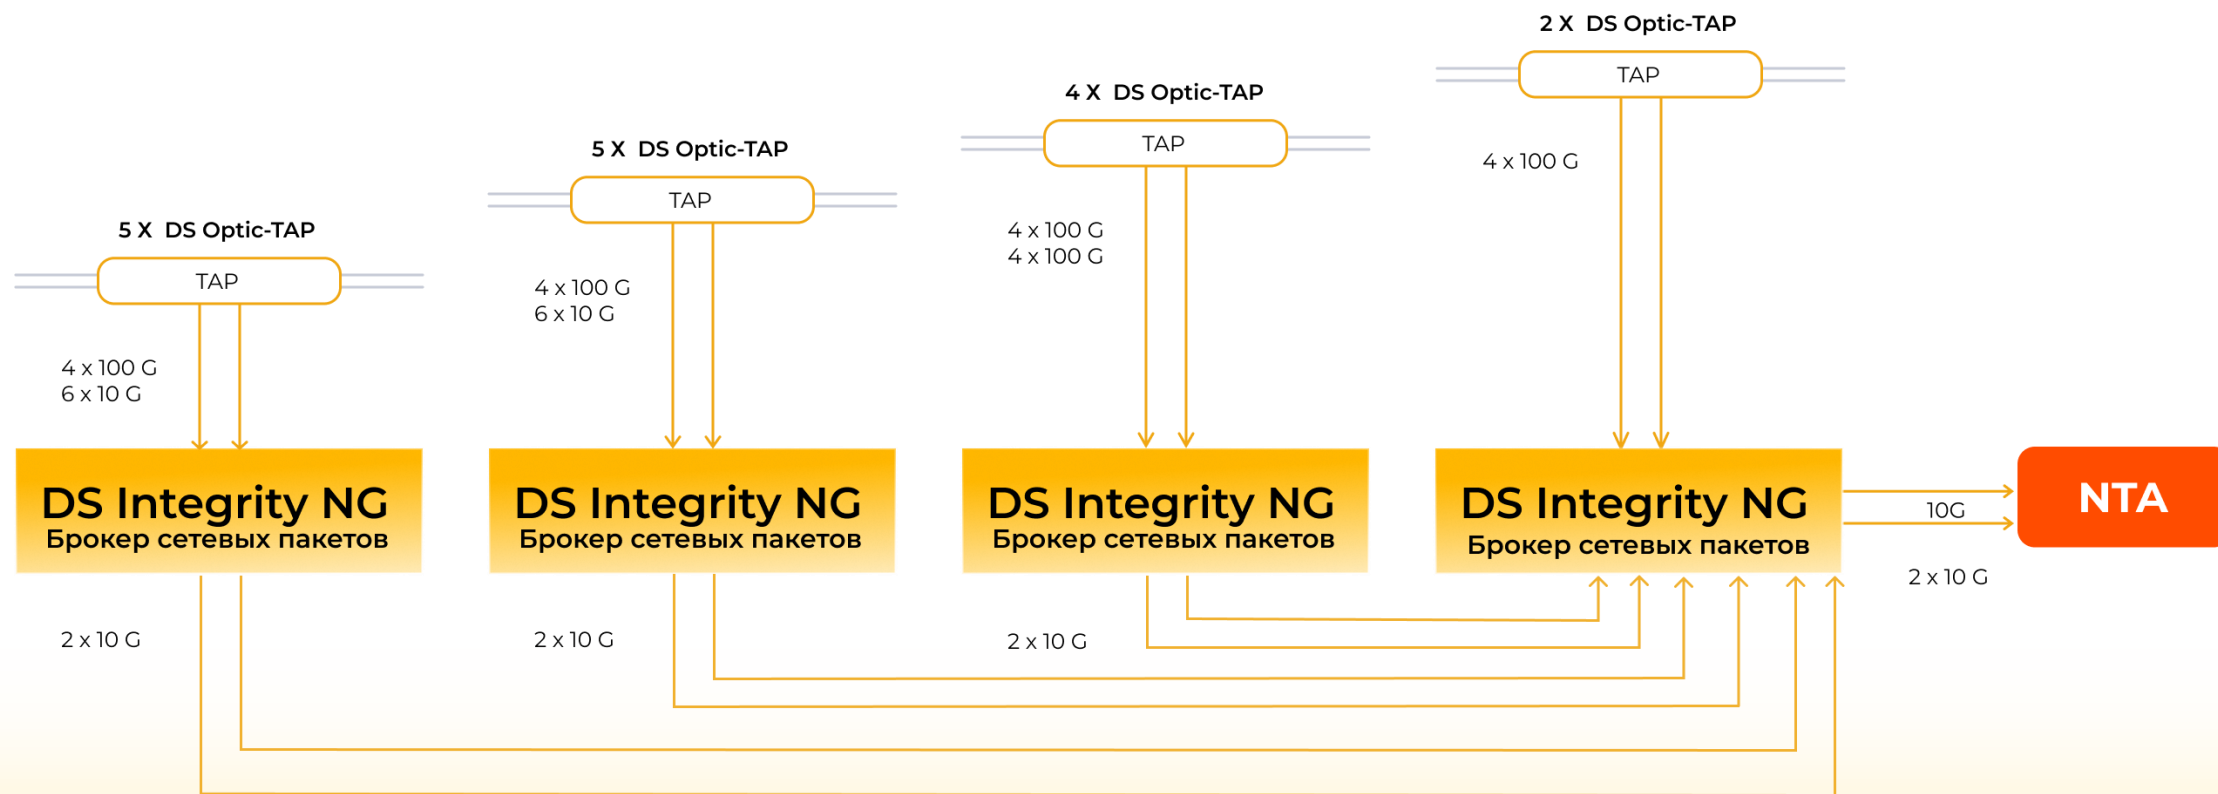 2 X DS Optic-TAP
TAP
4 x 100 G
4 X DS Optic-TAP
TAP
4 x 100 G
4 x 100 G
5 X DS Optic-TAP
TAP
4 x 100 G
6 x 10 G
5 X DS Optic-TAP
TAP
4 x 100 G
6 x 10 G
DS Integrity NG
Брокер сетевых пакетов
DS Integrity NG
Брокер сетевых пакетов
DS Integrity NG
Брокер сетевых пакетов
DS Integrity NG
Брокер сетевых пакетов
10G
NTA
2 x 10 G
2 x 10 G
2 x 10 G
2 x 10 G